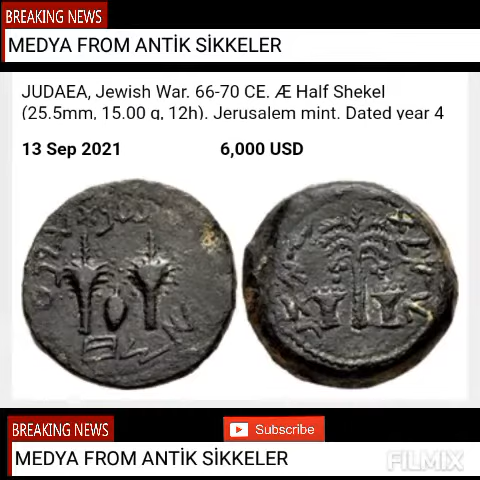 BREAKING NEWS
MEDYA FROM ANTİK SİKKELER
JUDAEA, Jewish War. 66-70 CE. Æ Half Shekel
(25.5mm, 15.00 g, 12h). Jerusalem mint. Dated year 4
13 Sep 2021 6,000 USD
BREAKING NEWS
Subscribe
MEDYA FROM ANTİK SİKKELER
FILMIX